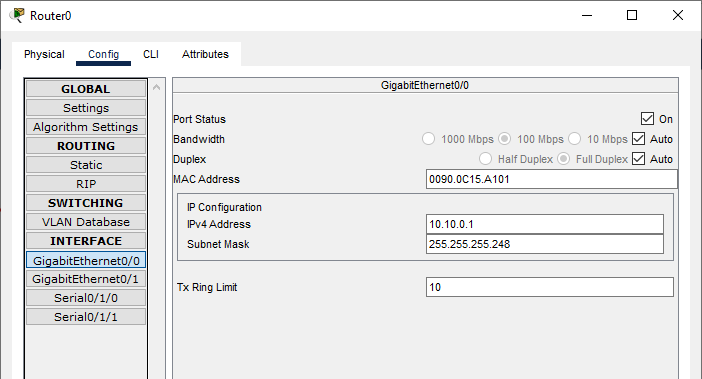 Router0
Physical Config CLI Attributes
GLOBAL
Settings
Algorithm Settings
ROUTING
Static
RIP
SWITCHING
VLAN Database
INTERFACE
GigabitEthernet0/0
GigabitEthernet0/1
Serial0/1/0
Serial0/1/1
GigabitEthernet0/0
Port Status On
Bandwidth 1000 Mbps 100 Mbps 10 Mbps Auto
Duplex Half Duplex Full Duplex Auto
MAC Address 0090.0C15.A101
IP Configuration
IPv4 Address 10.10.0.1
Subnet Mask 255.255.255.248
Tx Ring Limit 10